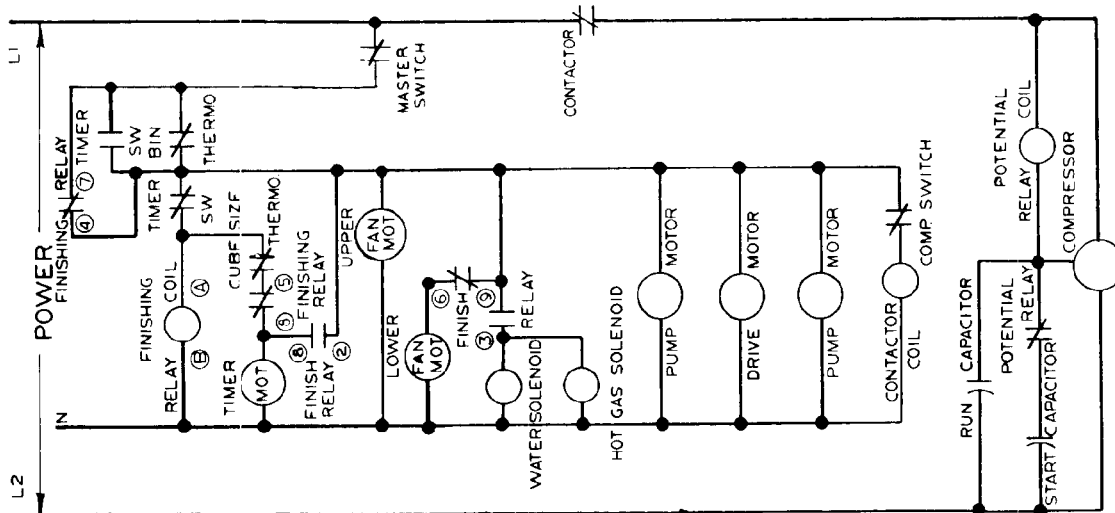 L1
L2
POWER
N
MASTER
SWITCH
CONTACTOR
FINISHING
RELAY
④ ⑦
TIMER
SW
BIN
THERMO
TIMER
SW
FINISHING
RELAY COIL
Ⓑ Ⓐ
CUBE SIZE
THERMO.
⑤ ⑤
FINISHING
RELAY
TIMER
MOT
FINISH
RELAY
⑧ ②
UPPER
FAN
MOT
LOWER
FAN
MOT
⑥ ⑨
FINISH
RELAY
③
WATER SOLENOID
HOT GAS SOLENOID
PUMP MOTOR
DRIVE MOTOR
PUMP MOTOR
CONTACTOR
COIL
COMP. SWITCH
RUN CAPACITOR
POTENTIAL
RELAY
START CAPACITOR
POTENTIAL
RELAY COIL
COMPRESSOR